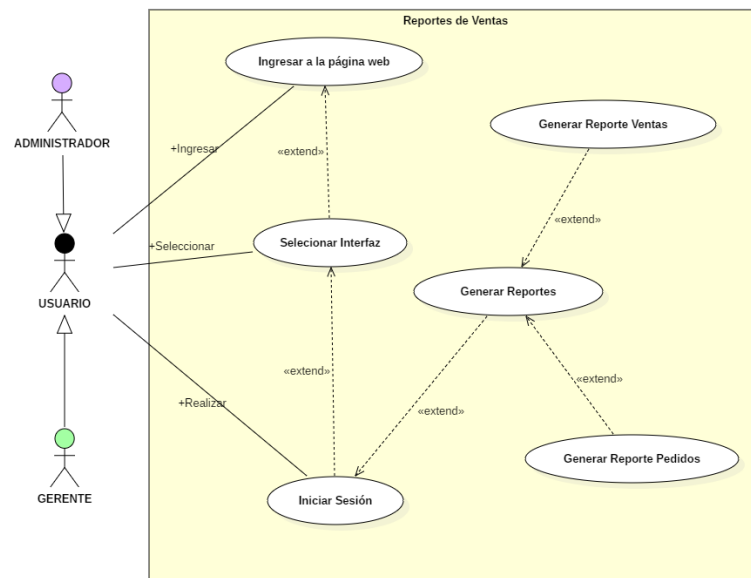 Reportes de Ventas
Ingresar a la página web
ADMINISTRADOR
Generar Reporte Ventas
+Ingresar
«extend»
«extend»
+Seleccionar
Selecionar Interfaz
USUARIO
Generar Reportes
«extend»
«extend»
+Realizar
«extend»
Generar Reporte Pedidos
GERENTE
Iniciar Sesión